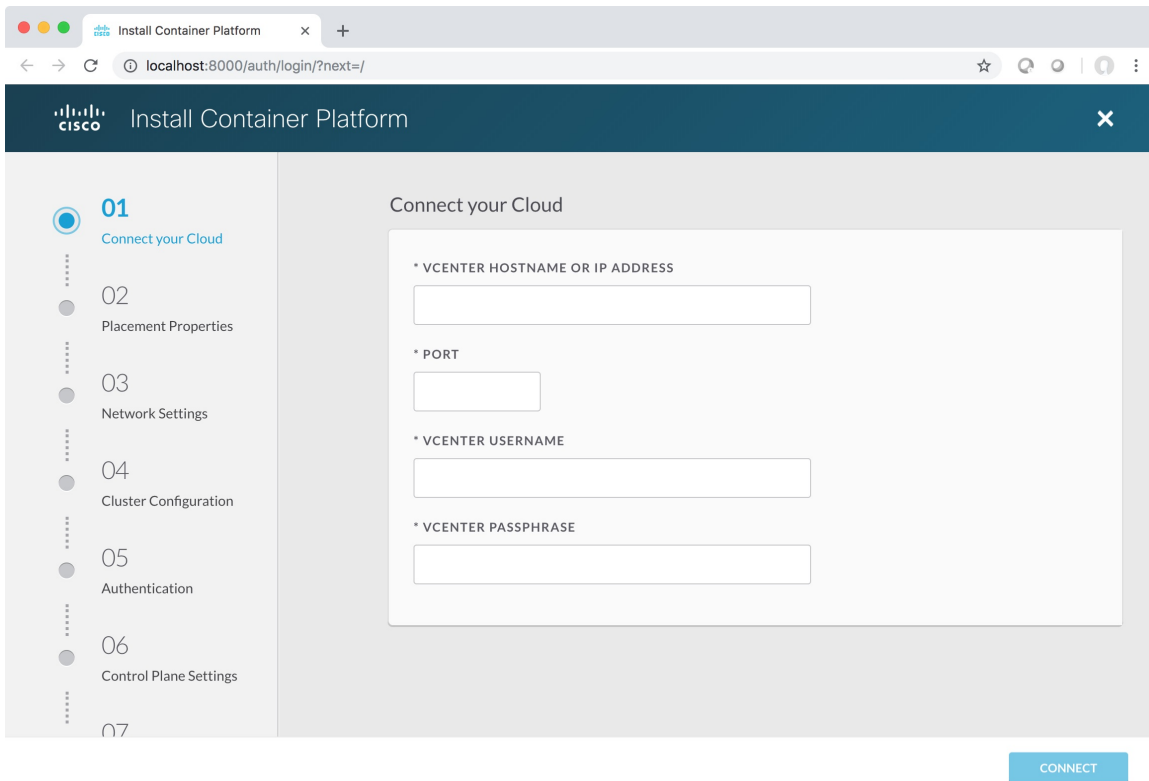 Install Container Platform
localhost:8000/auth/login/?next=/
cisco Install Container Platform
01
Connect your Cloud
02
Placement Properties
03
Network Settings
04
Cluster Configuration
05
Authentication
06
Control Plane Settings
07
Connect your Cloud
* VCENTER HOSTNAME OR IP ADDRESS
* PORT
* VCENTER USERNAME
* VCENTER PASSPHRASE
CONNECT